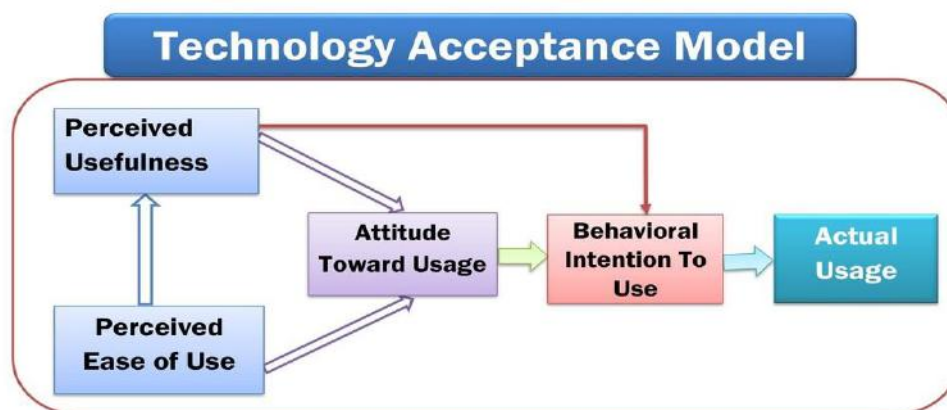 Technology Acceptance Model
Perceived
Usefulness
Attitude
Toward Usage
Behavioral
Intention To
Use
Actual
Usage
Perceived
Ease of Use